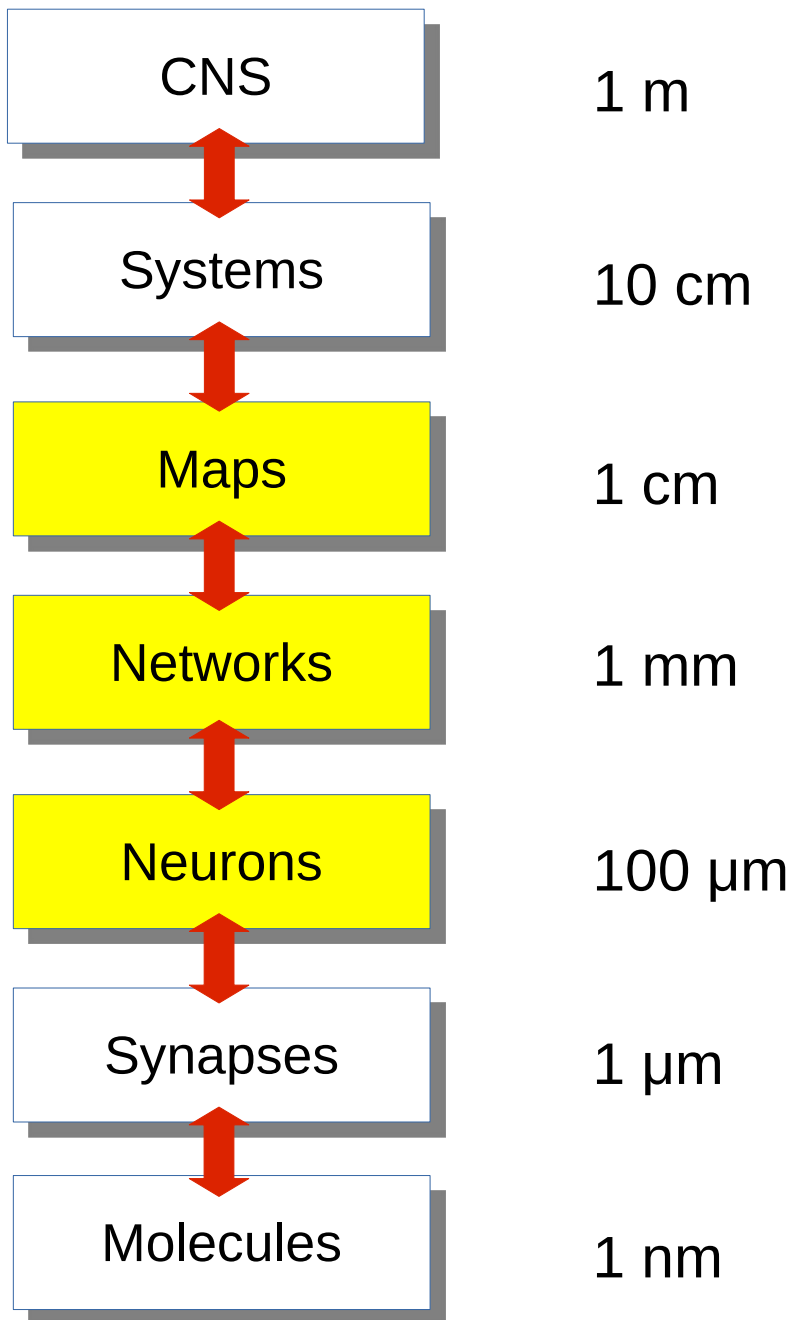 CNS
1 m
Systems
10 cm
Maps
1 cm
Networks
1 mm
Neurons
100 μm
Synapses
1 μm
Molecules
1 nm